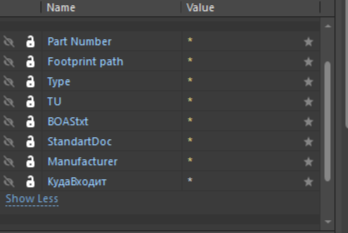 Name Value
Part Number *
Footprint path *
Type *
TU *
BOAStxt *
StandartDoc *
Manufacturer *
КудаВходит *
Show Less